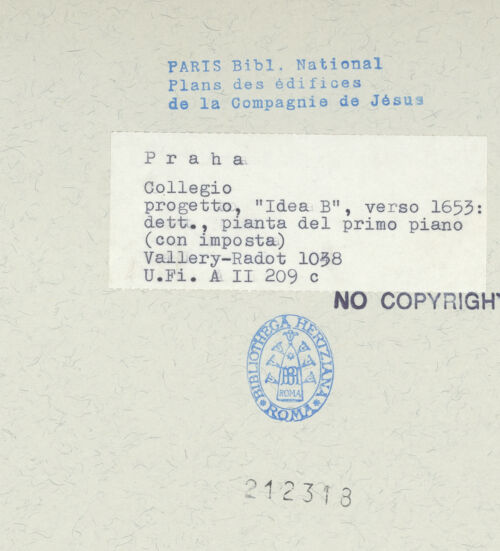 PARIS Bibl. National
Plans des édifices
de la Compagnie de Jésus
Praha
Collegio
progetto, "Idea B", verso 1653:
dett., pianta del primo piano
(con imposta)
Vallery-Radot 1038
U.Fi. A II 209 c
NO COPYRIGHT
BIBLIOTHECA HERTZIANA
ROMA
ROMA
212318